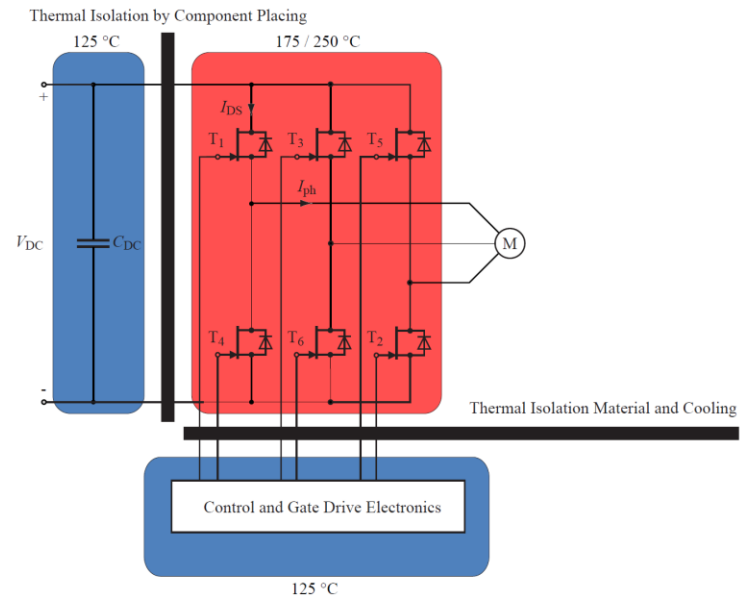 Thermal Isolation by Component Placing
125 °C
175 / 250 °C
+
I_DS
T_1
T_3
T_5
I_ph
V_DC
C_DC
M
T_4
T_6
T_2
-
Thermal Isolation Material and Cooling
Control and Gate Drive Electronics
125 °C